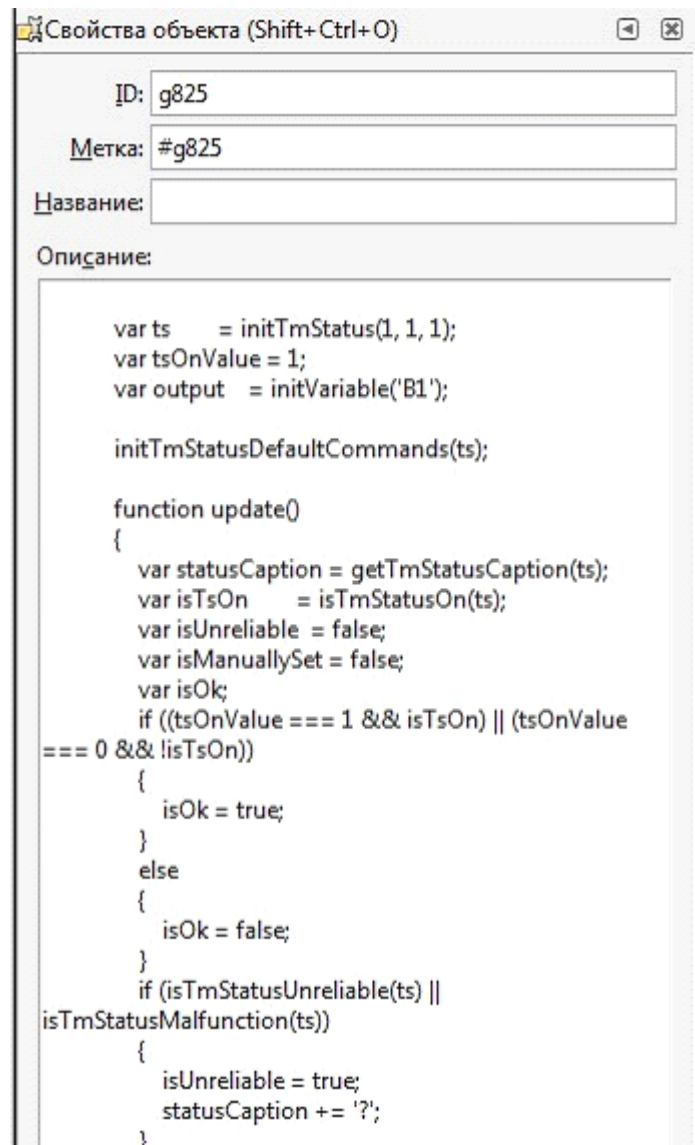 Свойства объекта (Shift+Ctrl+O)
ID: g825
Метка: #g825
Название:
Описание:
var ts = initTmStatus(1, 1, 1);
var tsOnValue = 1;
var output = initVariable('B1');
initTmStatusDefaultCommands(ts);
function update()
{
var statusCaption = getTmStatusCaption(ts);
var isTsOn = isTmStatusOn(ts);
var isUnreliable = false;
var isManuallySet = false;
var isOk;
if ((tsOnValue === 1 && isTsOn) || (tsOnValue
=== 0 && !isTsOn))
{
isOk = true;
}
else
{
isOk = false;
}
if (isTmStatusUnreliable(ts) ||
isTmStatusMalfunction(ts))
{
isUnreliable = true;
statusCaption += '?';
}